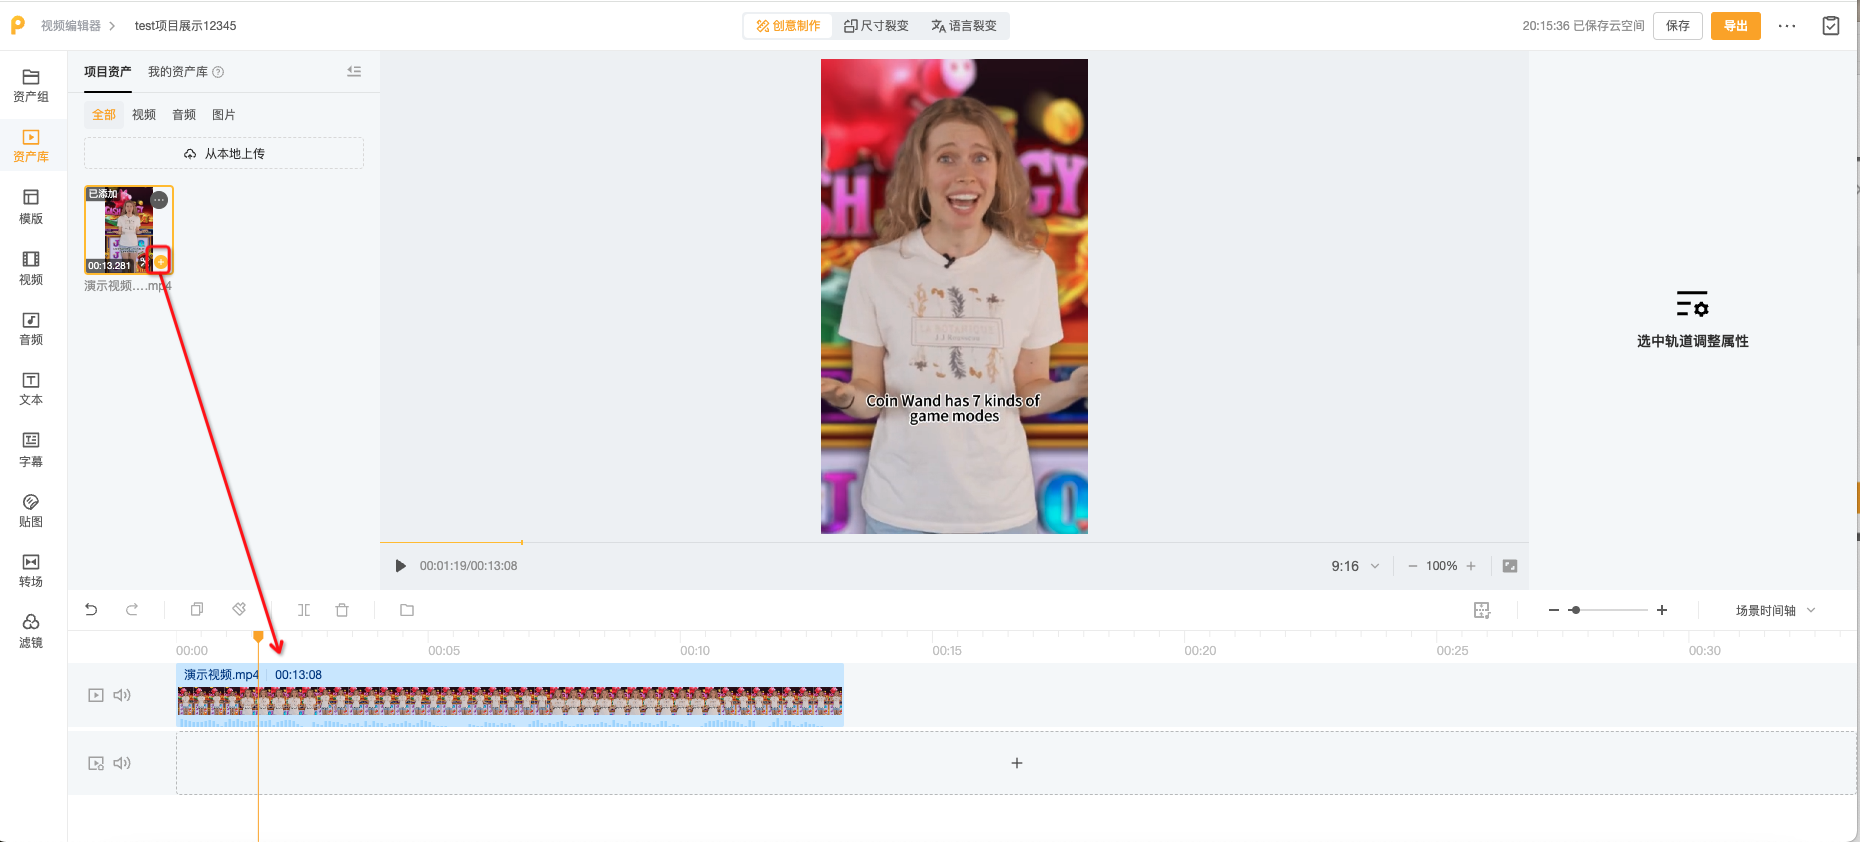 视频编辑器
test项目展示12345
创意制作
尺寸裂变
语言裂变
20:15:36 已保存云空间
保存
导出
资产组
资产库
模版
视频
音频
文本
字幕
贴图
转场
滤镜
项目资产
我的资产库
全部
视频
音频
图片
从本地上传
已添加
00:13.281
演示视频....mp4
Coin Wand has 7 kinds of
game modes
选中轨道调整属性
00:01:19/00:13:08
9:16
100%
场景时间轴
00:00
00:05
00:10
00:15
00:20
00:25
00:30
演示视频.mp4
00:13:08